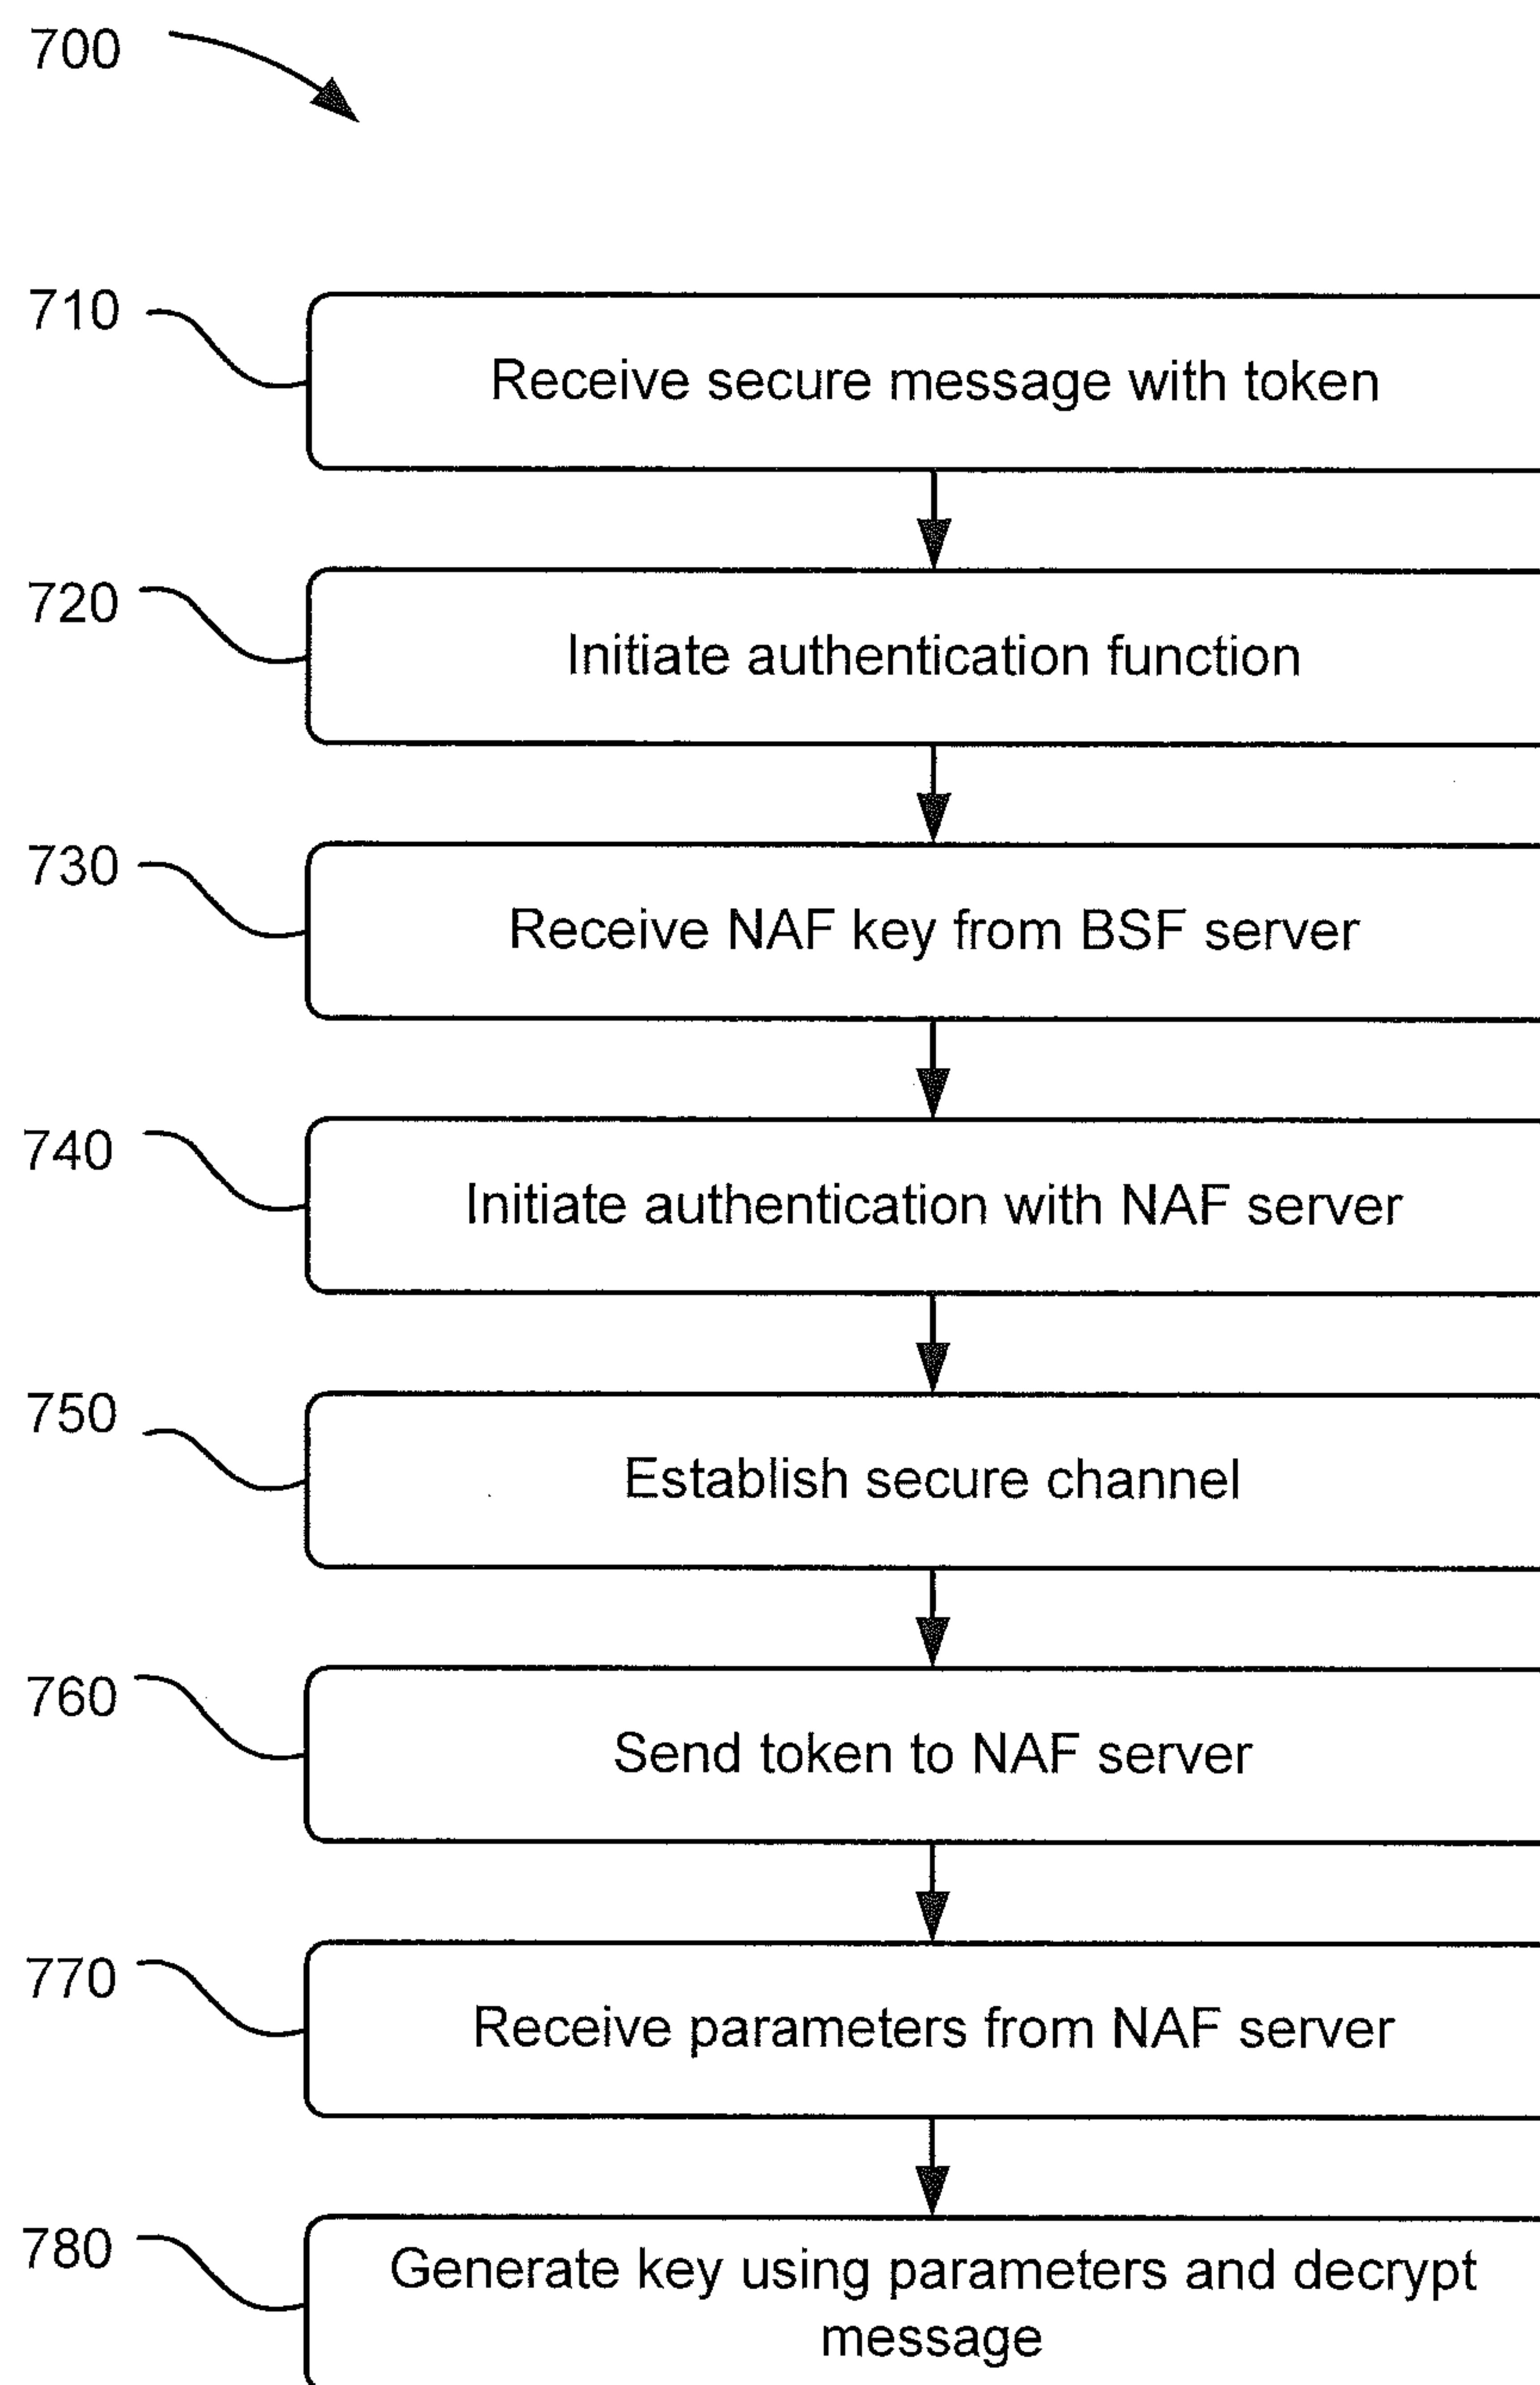 700
710
Receive secure message with token
720
Initiate authentication function
730
Receive NAF key from BSF server
740
Initiate authentication with NAF server
750
Establish secure channel
760
Send token to NAF server
770
Receive parameters from NAF server
780
Generate key using parameters and decrypt
message